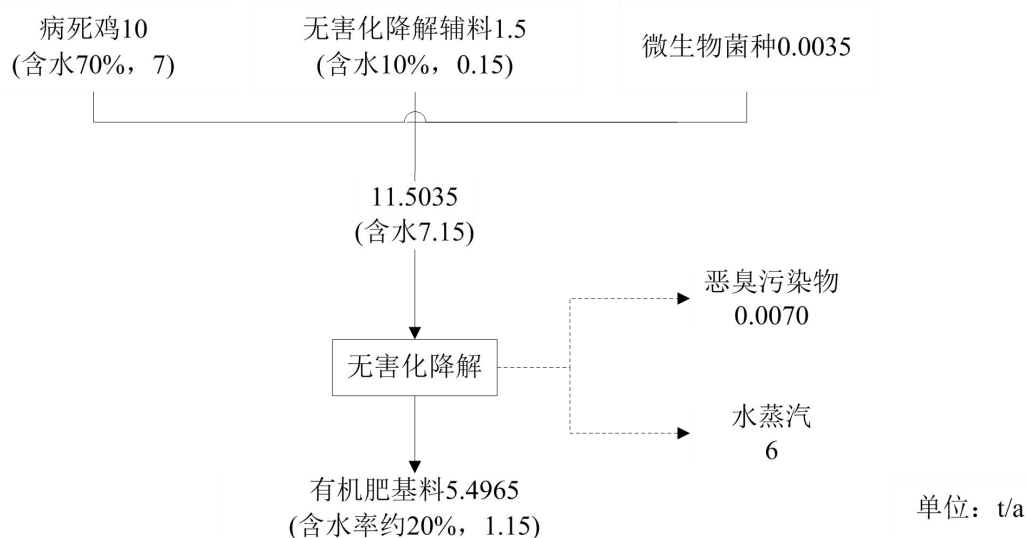 病死鸡10
(含水70%，7)
无害化降解辅料1.5
(含水10%，0.15)
微生物菌种0.0035
11.5035
(含水7.15)
恶臭污染物
0.0070
无害化降解
水蒸汽
6
有机肥基料5.4965
(含水率约20%，1.15)
单位：t/a